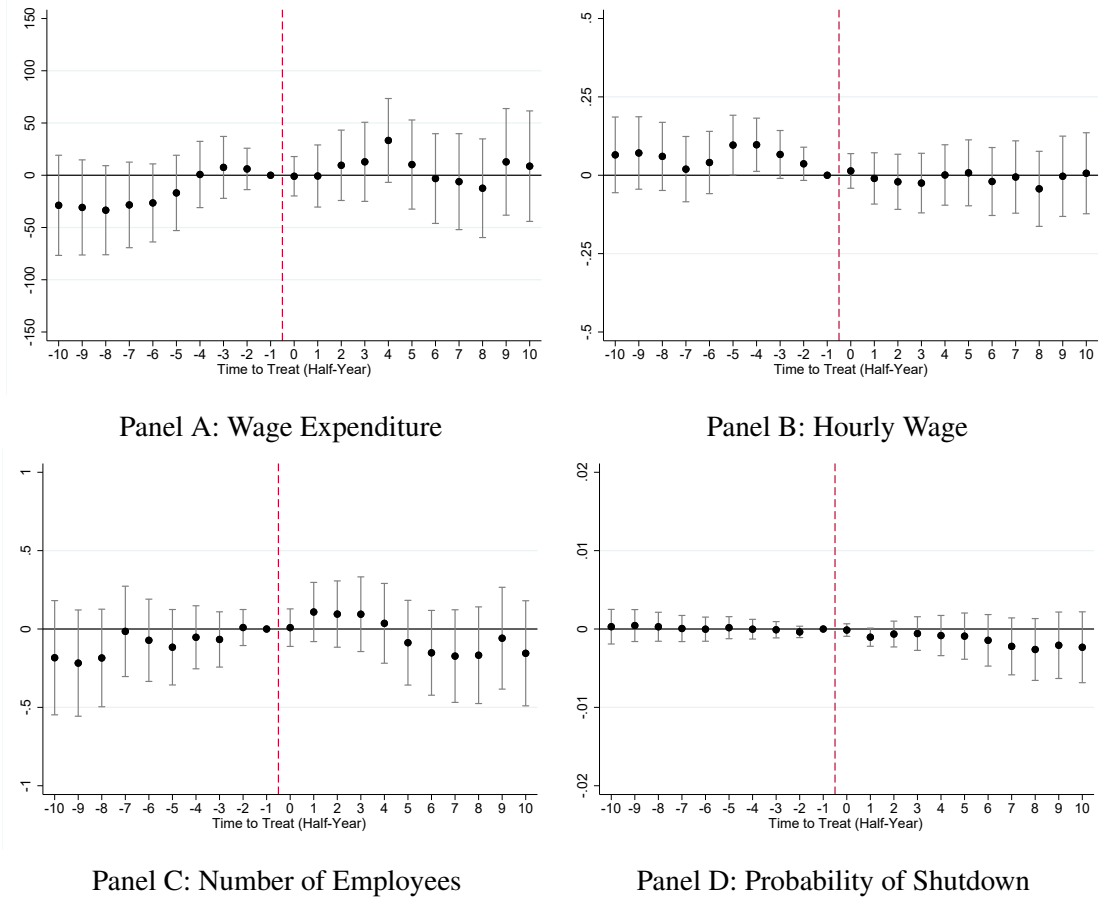 150
100
50
0
-50
-100
-150
-10 -9 -8 -7 -6 -5 -4 -3 -2 -1 0 1 2 3 4 5 6 7 8 9 10
Time to Treat (Half-Year)
Panel A: Wage Expenditure
.5
.25
0
-.25
-.5
-10 -9 -8 -7 -6 -5 -4 -3 -2 -1 0 1 2 3 4 5 6 7 8 9 10
Time to Treat (Half-Year)
Panel B: Hourly Wage
1
.5
0
-.5
-1
-10 -9 -8 -7 -6 -5 -4 -3 -2 -1 0 1 2 3 4 5 6 7 8 9 10
Time to Treat (Half-Year)
Panel C: Number of Employees
.02
.01
0
-.01
-.02
-10 -9 -8 -7 -6 -5 -4 -3 -2 -1 0 1 2 3 4 5 6 7 8 9 10
Time to Treat (Half-Year)
Panel D: Probability of Shutdown